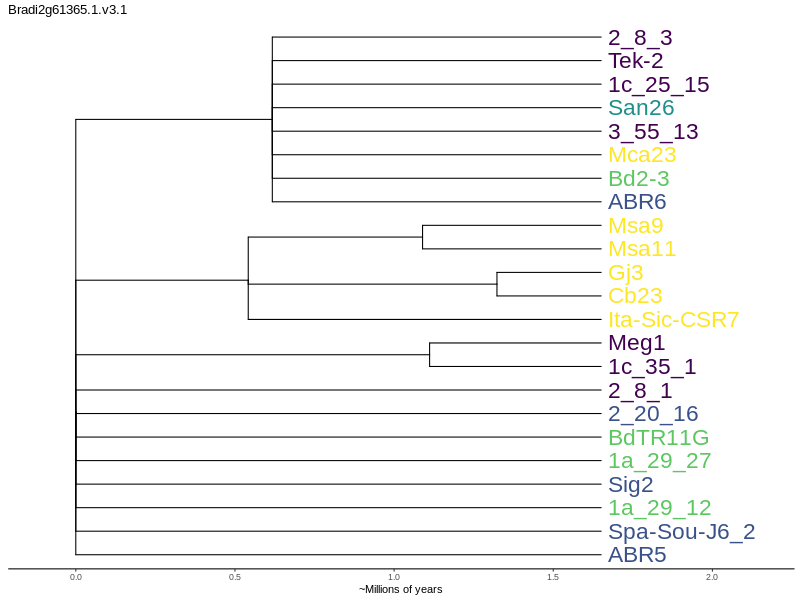 Bradi2g61365.1.v3.1
2_8_3
Tek-2
1c_25_15
San26
3_55_13
Mca23
Bd2-3
ABR6
Msa9
Msa11
Gj3
Cb23
Ita-Sic-CSR7
Meg1
1c_35_1
2_8_1
2_20_16
BdTR11G
1a_29_27
Sig2
1a_29_12
Spa-Sou-J6_2
ABR5
0.0 0.5 1.0 1.5 2.0
~Millions of years